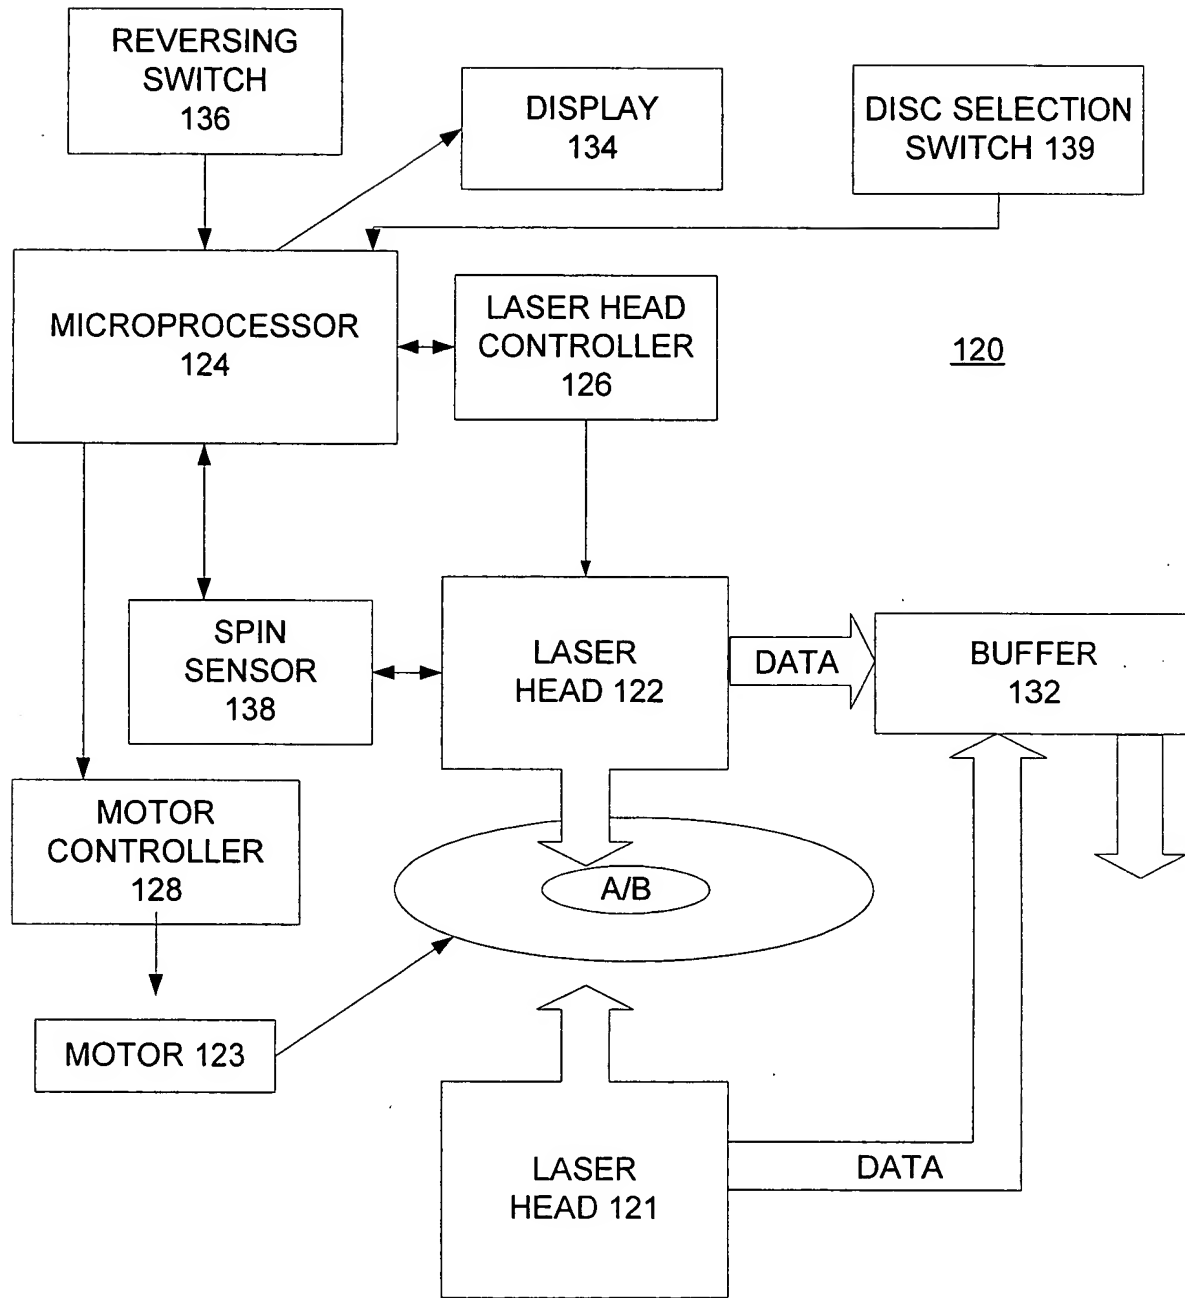 REVERSING
SWITCH
136
DISPLAY
134
DISC SELECTION
SWITCH 139
MICROPROCESSOR
124
LASER HEAD
CONTROLLER
126
120
SPIN
SENSOR
138
LASER
HEAD 122
DATA
BUFFER
132
MOTOR
CONTROLLER
128
A/B
MOTOR 123
LASER
HEAD 121
DATA